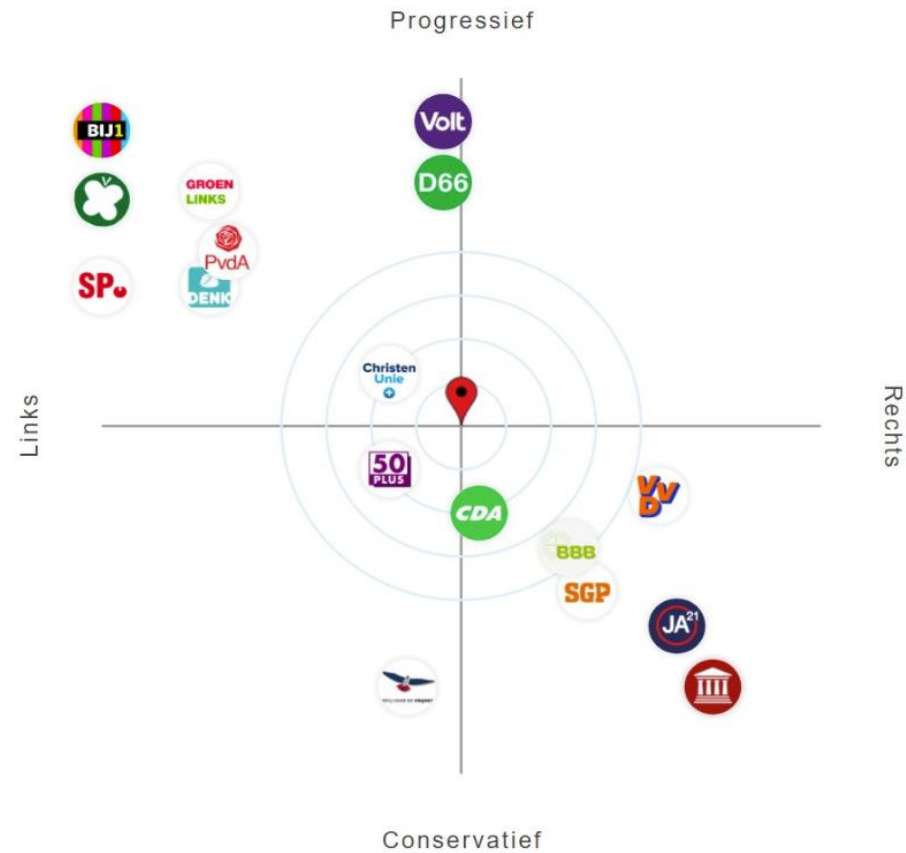 Progressief
BIJ1
Volt
D66
GROEN
LINKS
PvdA
SP
DENK
Christen
Unie
Links
Rechts
50
PLUS
VVD
CDA
BBB
SGP
JA21
Conservatief